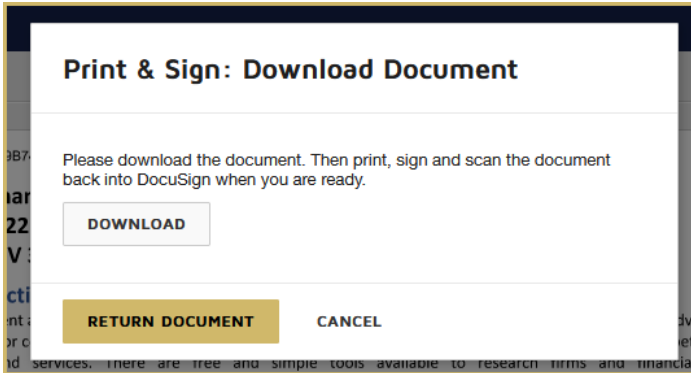 Print & Sign: Download Document
9B7
Please download the document. Then print, sign and scan the document
back into DocuSign when you are ready.
22
DOWNLOAD
V
RETURN DOCUMENT CANCEL
services. There are free and simple tools available to research firms and